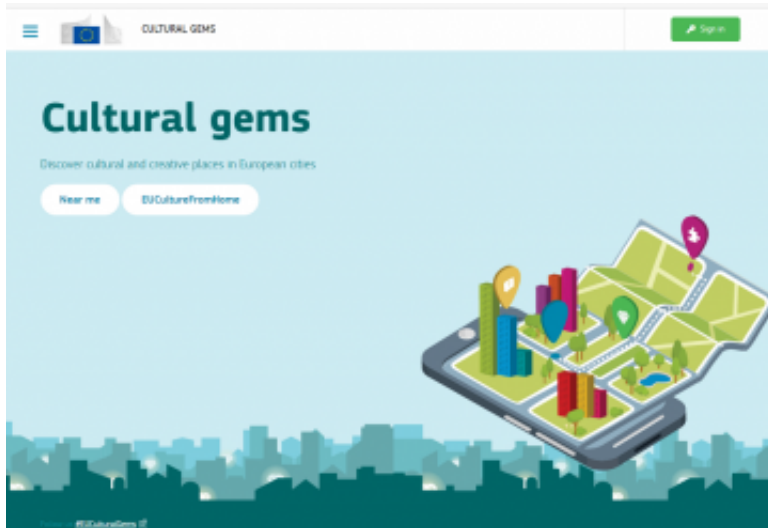 CULTURAL GEMS
Sign in
Cultural gems
Discover cultural and creative places in European cities
Near me
EUCultureFromHome
#EUCulturalGems